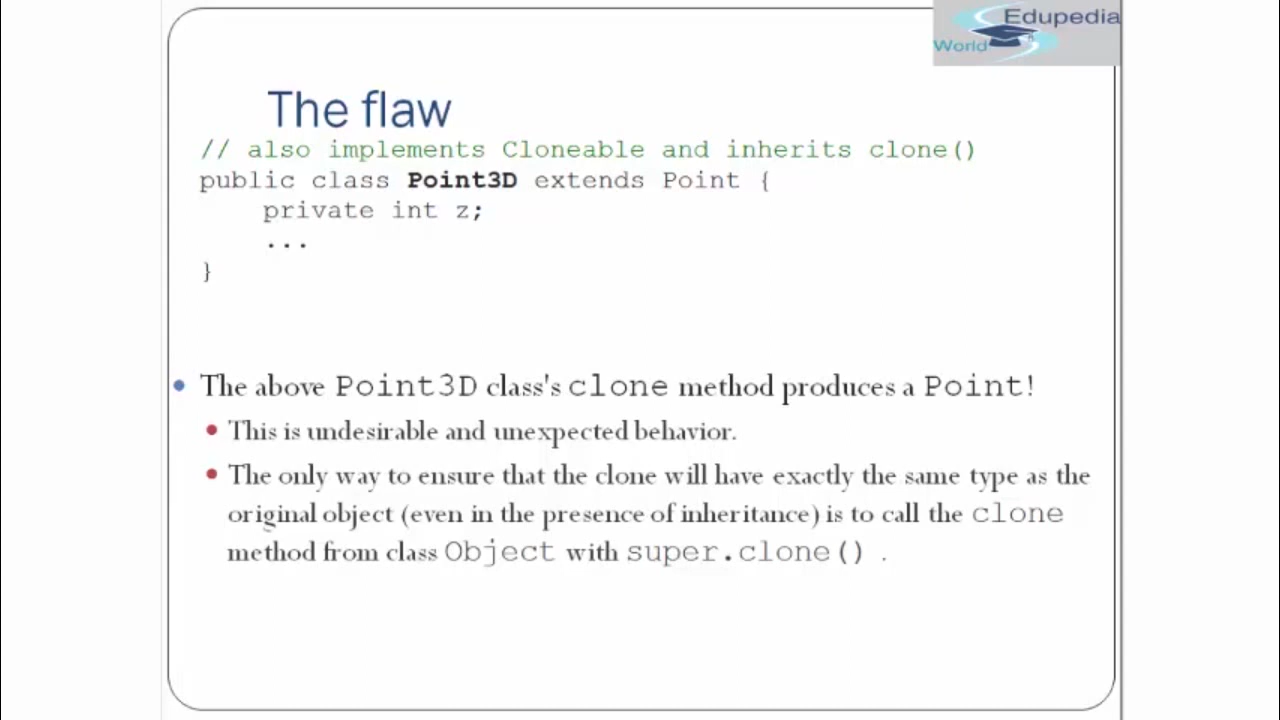 Edupedia
World
The flaw
// also implements Cloneable and inherits clone()
public class Point3D extends Point {
    private int z;
    ...
}
• The above Point3D class's clone method produces a Point!
• This is undesirable and unexpected behavior.
• The only way to ensure that the clone will have exactly the same type as the
original object (even in the presence of inheritance) is to call the clone
method from class Object with super.clone() .